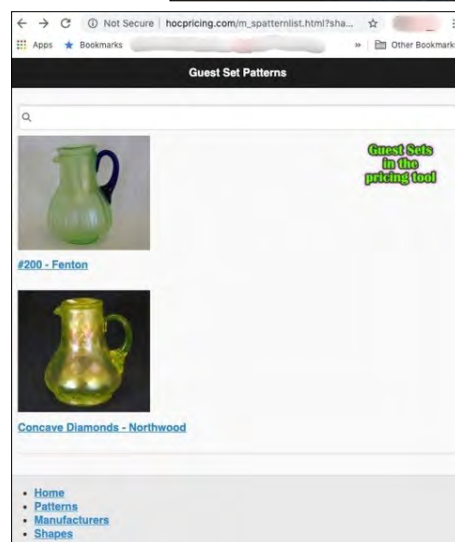 Not Secure | hocpricing.com/m_spatternlist.html?sha...
Apps Bookmarks » Other Bookmark
Guest Set Patterns
Guest Sets
in the
pricing tool
#200 - Fenton
Concave Diamonds - Northwood
• Home
• Patterns
• Manufacturers
• Shapes